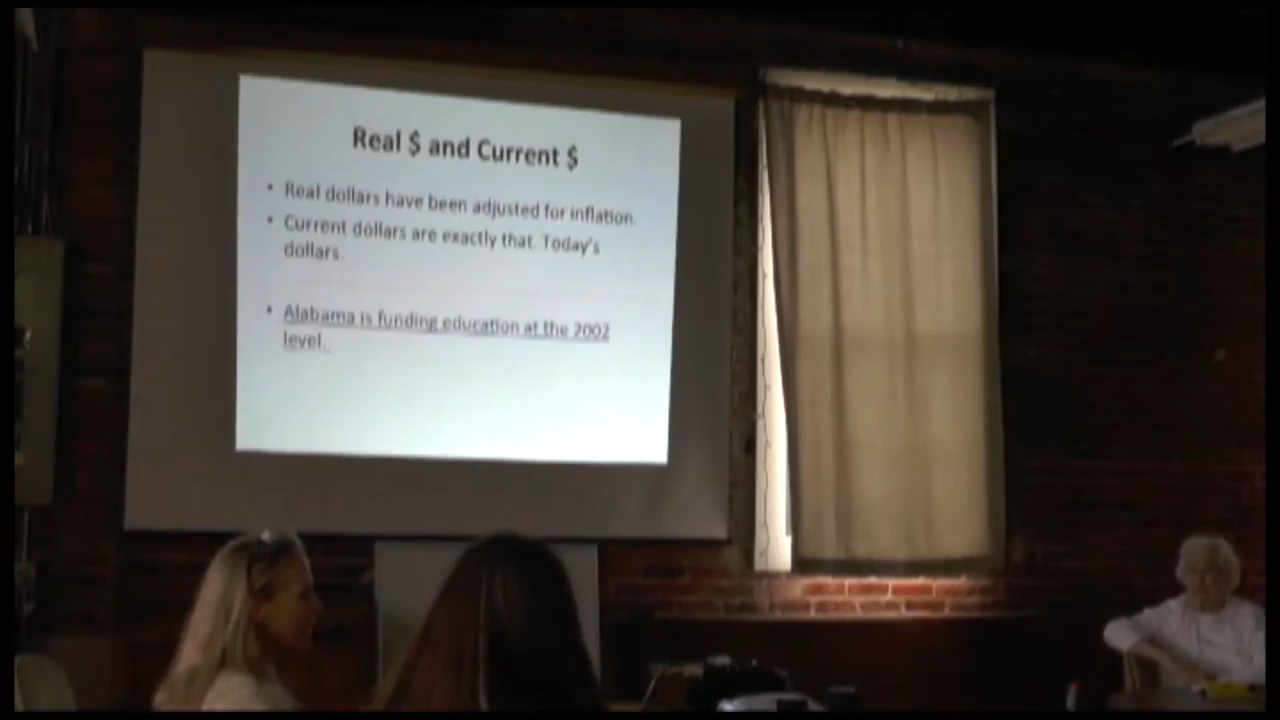 Real $ and Current $
• Real dollars have been adjusted for inflation.
• Current dollars are exactly that. Today's
dollars.
• Alabama is funding education at the 2002
level.